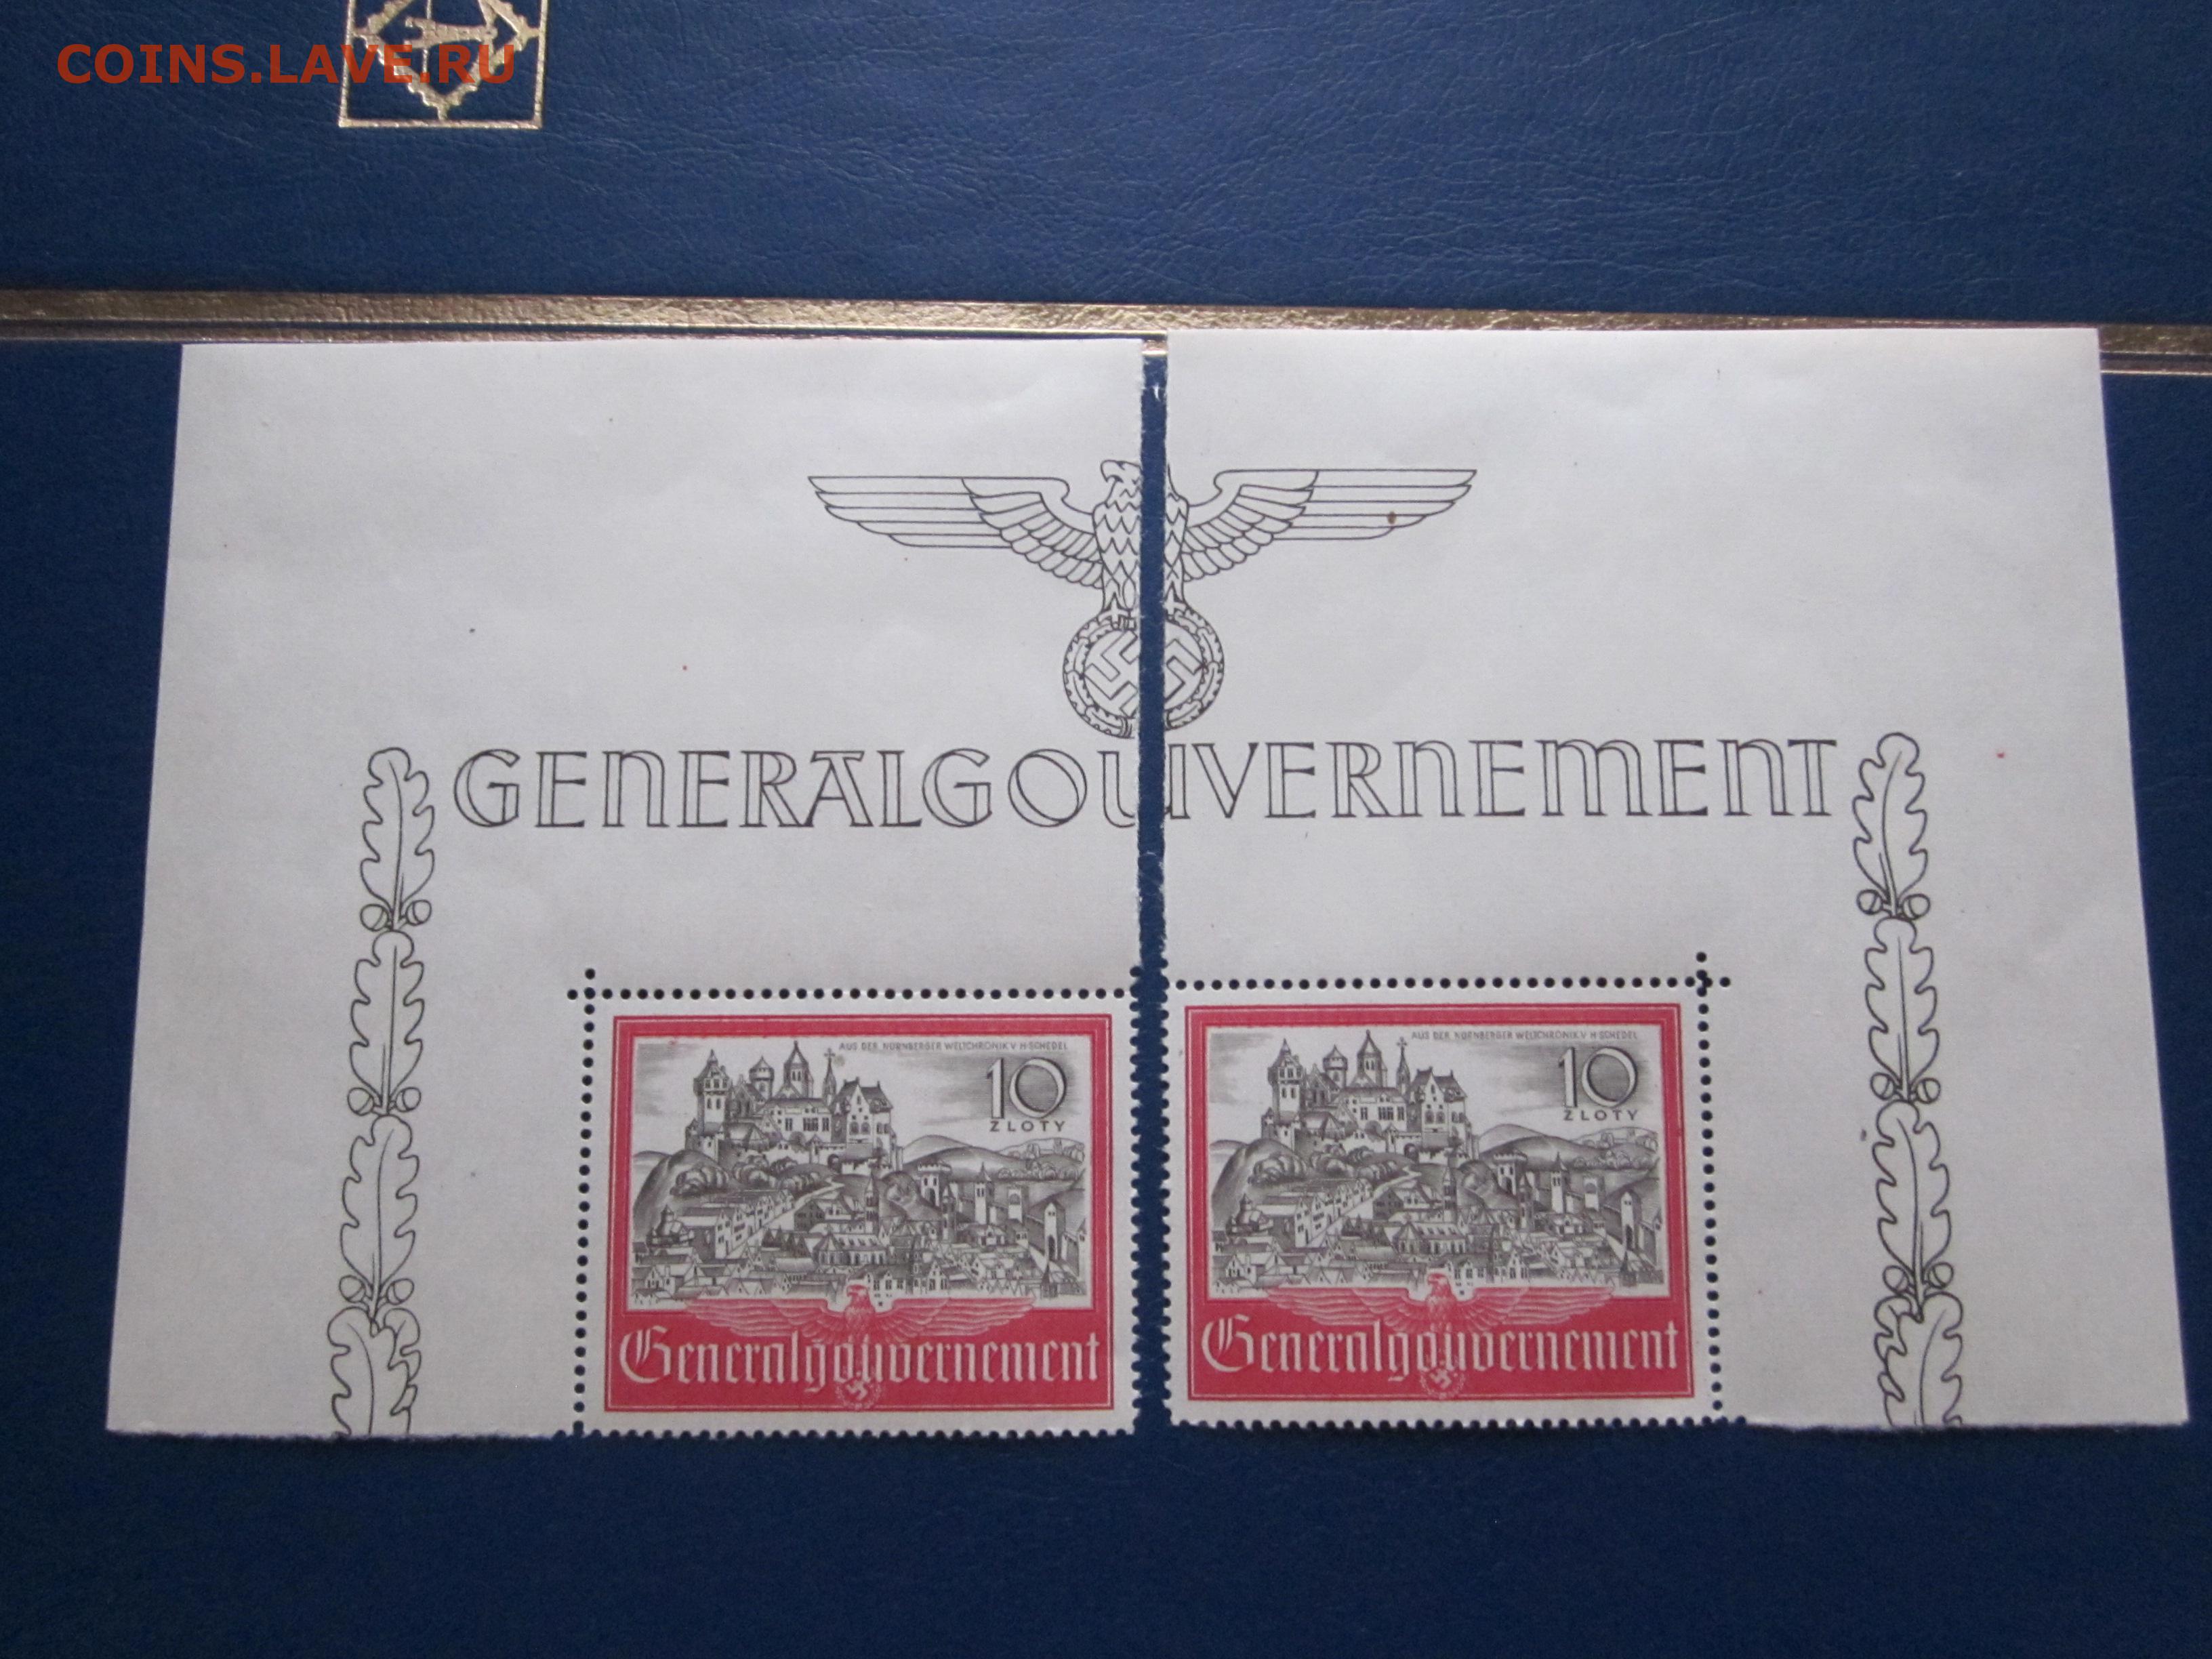 COINS.LAVE.RU
GENERALGOUVERNEMENT
AUS DER NÜRNBERGER WELTCHRONIK V. H. SCHEDEL
10
ZLOTY
Generalgouvernement
AUS DER NÜRNBERGER WELTCHRONIK V. H. SCHEDEL
10
ZLOTY
Generalgouvernement